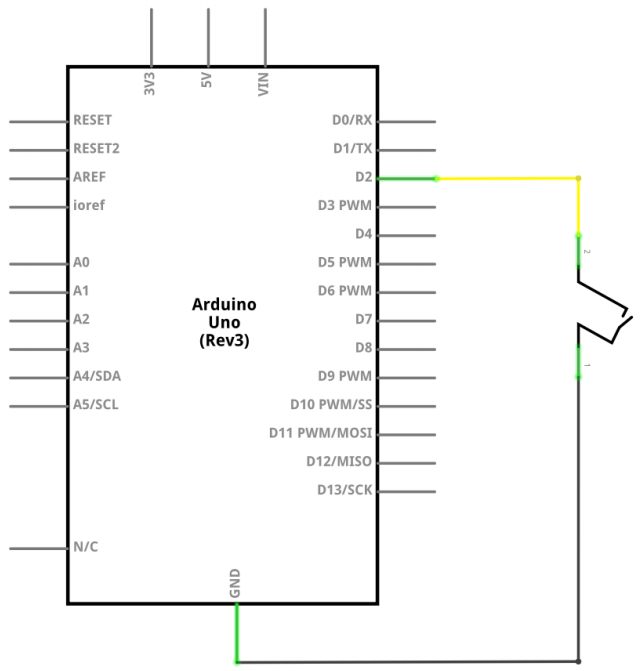 3V3
5V
VIN
RESET
RESET2
AREF
ioref
A0
A1
A2
A3
A4/SDA
A5/SCL
N/C
D0/RX
D1/TX
D2
D3 PWM
D4
D5 PWM
D6 PWM
D7
D8
D9 PWM
D10 PWM/SS
D11 PWM/MOSI
D12/MISO
D13/SCK
Arduino
Uno
(Rev3)
GND
2
1